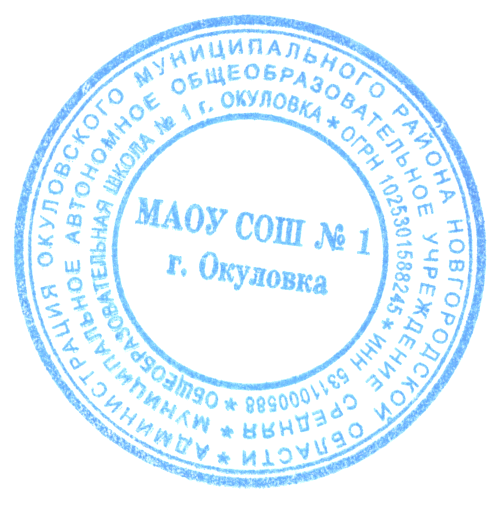 АДМИНИСТРАЦИЯ ОКУЛОВСКОГО МУНИЦИПАЛЬНОГО РАЙОНА НОВГОРОДСКОЙ ОБЛАСТИ *
МУНИЦИПАЛЬНОЕ АВТОНОМНОЕ ОБЩЕОБРАЗОВАТЕЛЬНОЕ УЧРЕЖДЕНИЕ СРЕДНЯЯ *
ОБЩЕОБРАЗОВАТЕЛЬНАЯ ШКОЛА № 1 г. ОКУЛОВКА * ОГРН 1025301588245 * ИНН 5311000588 *
МАОУ СОШ № 1
г. Окуловка